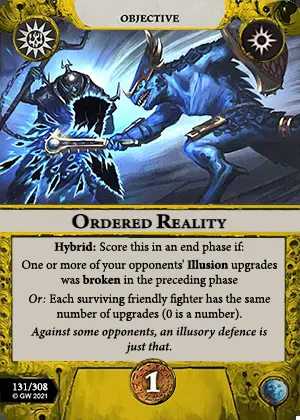 OBJECTIVE
ORDERED REALITY
Hybrid: Score this in an end phase if:
One or more of your opponents' Illusion upgrades
was broken in the preceding phase
Or: Each surviving friendly fighter has the same
number of upgrades (0 is a number).
Against some opponents, an illusory defence is
just that.
131/308
© GW 2021
1